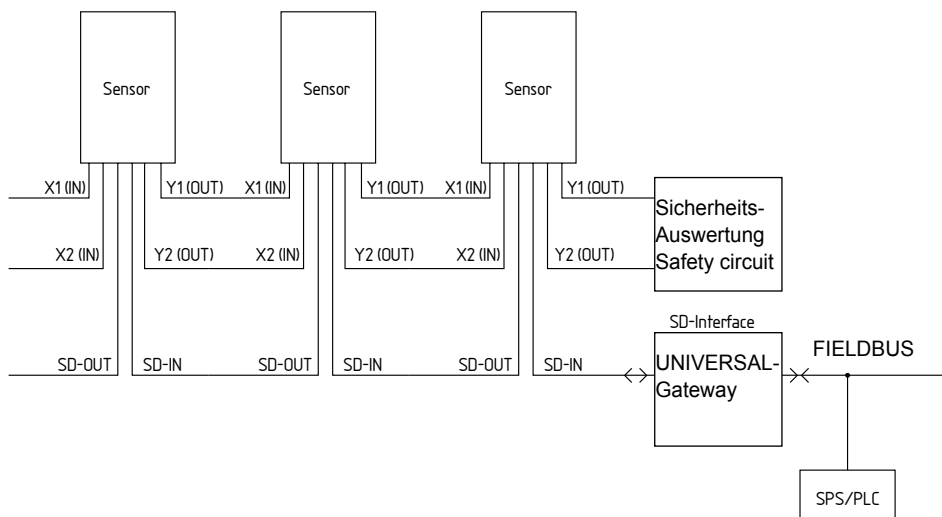 Sensor Sensor Sensor
X1 (IN) Y1 (OUT) X1 (IN) Y1 (OUT) X1 (IN) Y1 (OUT)
X2 (IN) Y2 (OUT) X2 (IN) Y2 (OUT) X2 (IN) Y2 (OUT)
Sicherheits-
Auswertung
Safety circuit
SD-Interface
SD-OUT SD-IN SD-OUT SD-IN SD-OUT SD-IN
UNIVERSAL-
Gateway
FIELDBUS
SPS/PLC